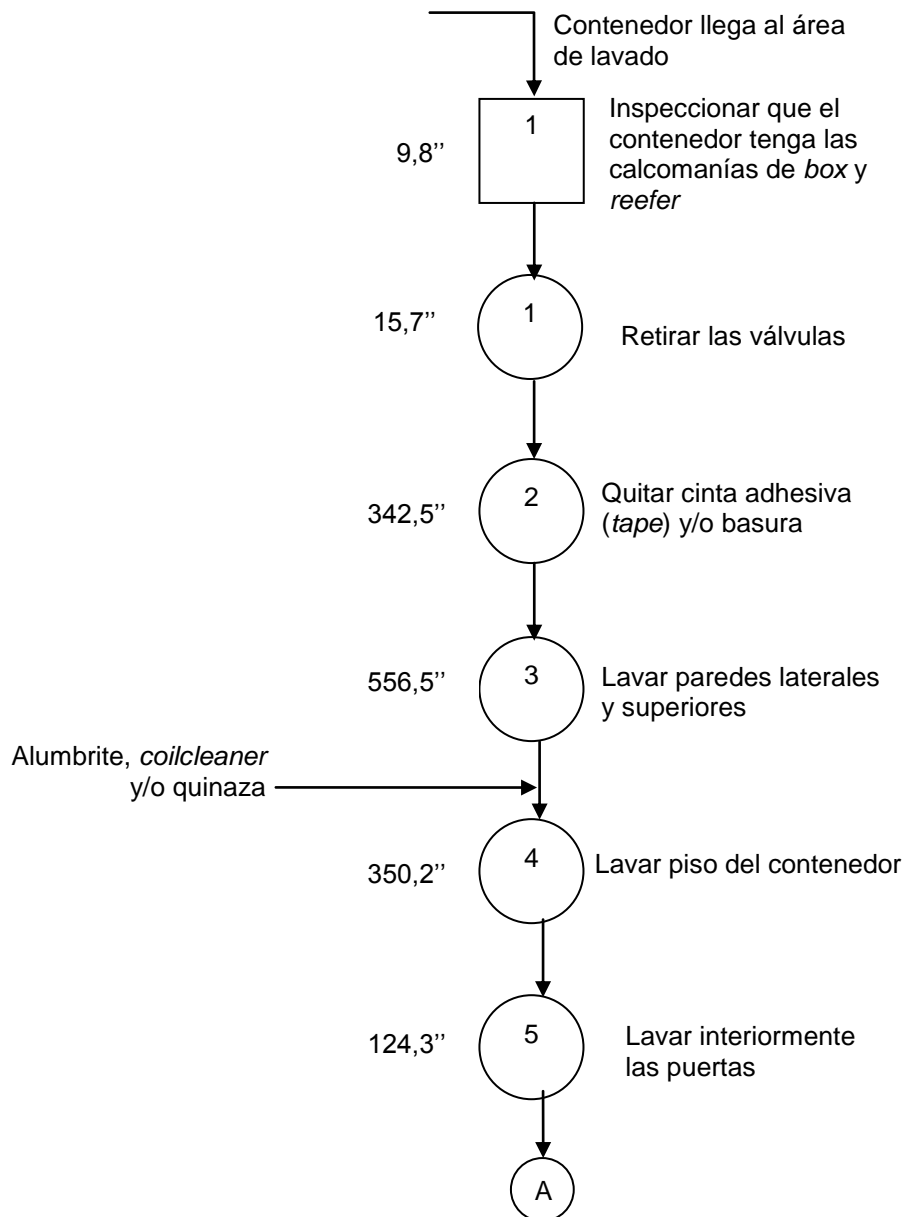 Contenedor llega al área
de lavado
9,8’’
1
Inspeccionar que el
contenedor tenga las
calcomanías de box y
reefer
15,7’’
1
Retirar las válvulas
342,5’’
2
Quitar cinta adhesiva
(tape) y/o basura
556,5’’
3
Lavar paredes laterales
y superiores
Alumbrite, coilcleaner
y/o quinaza
350,2’’
4
Lavar piso del contenedor
124,3’’
5
Lavar interiormente
las puertas
A